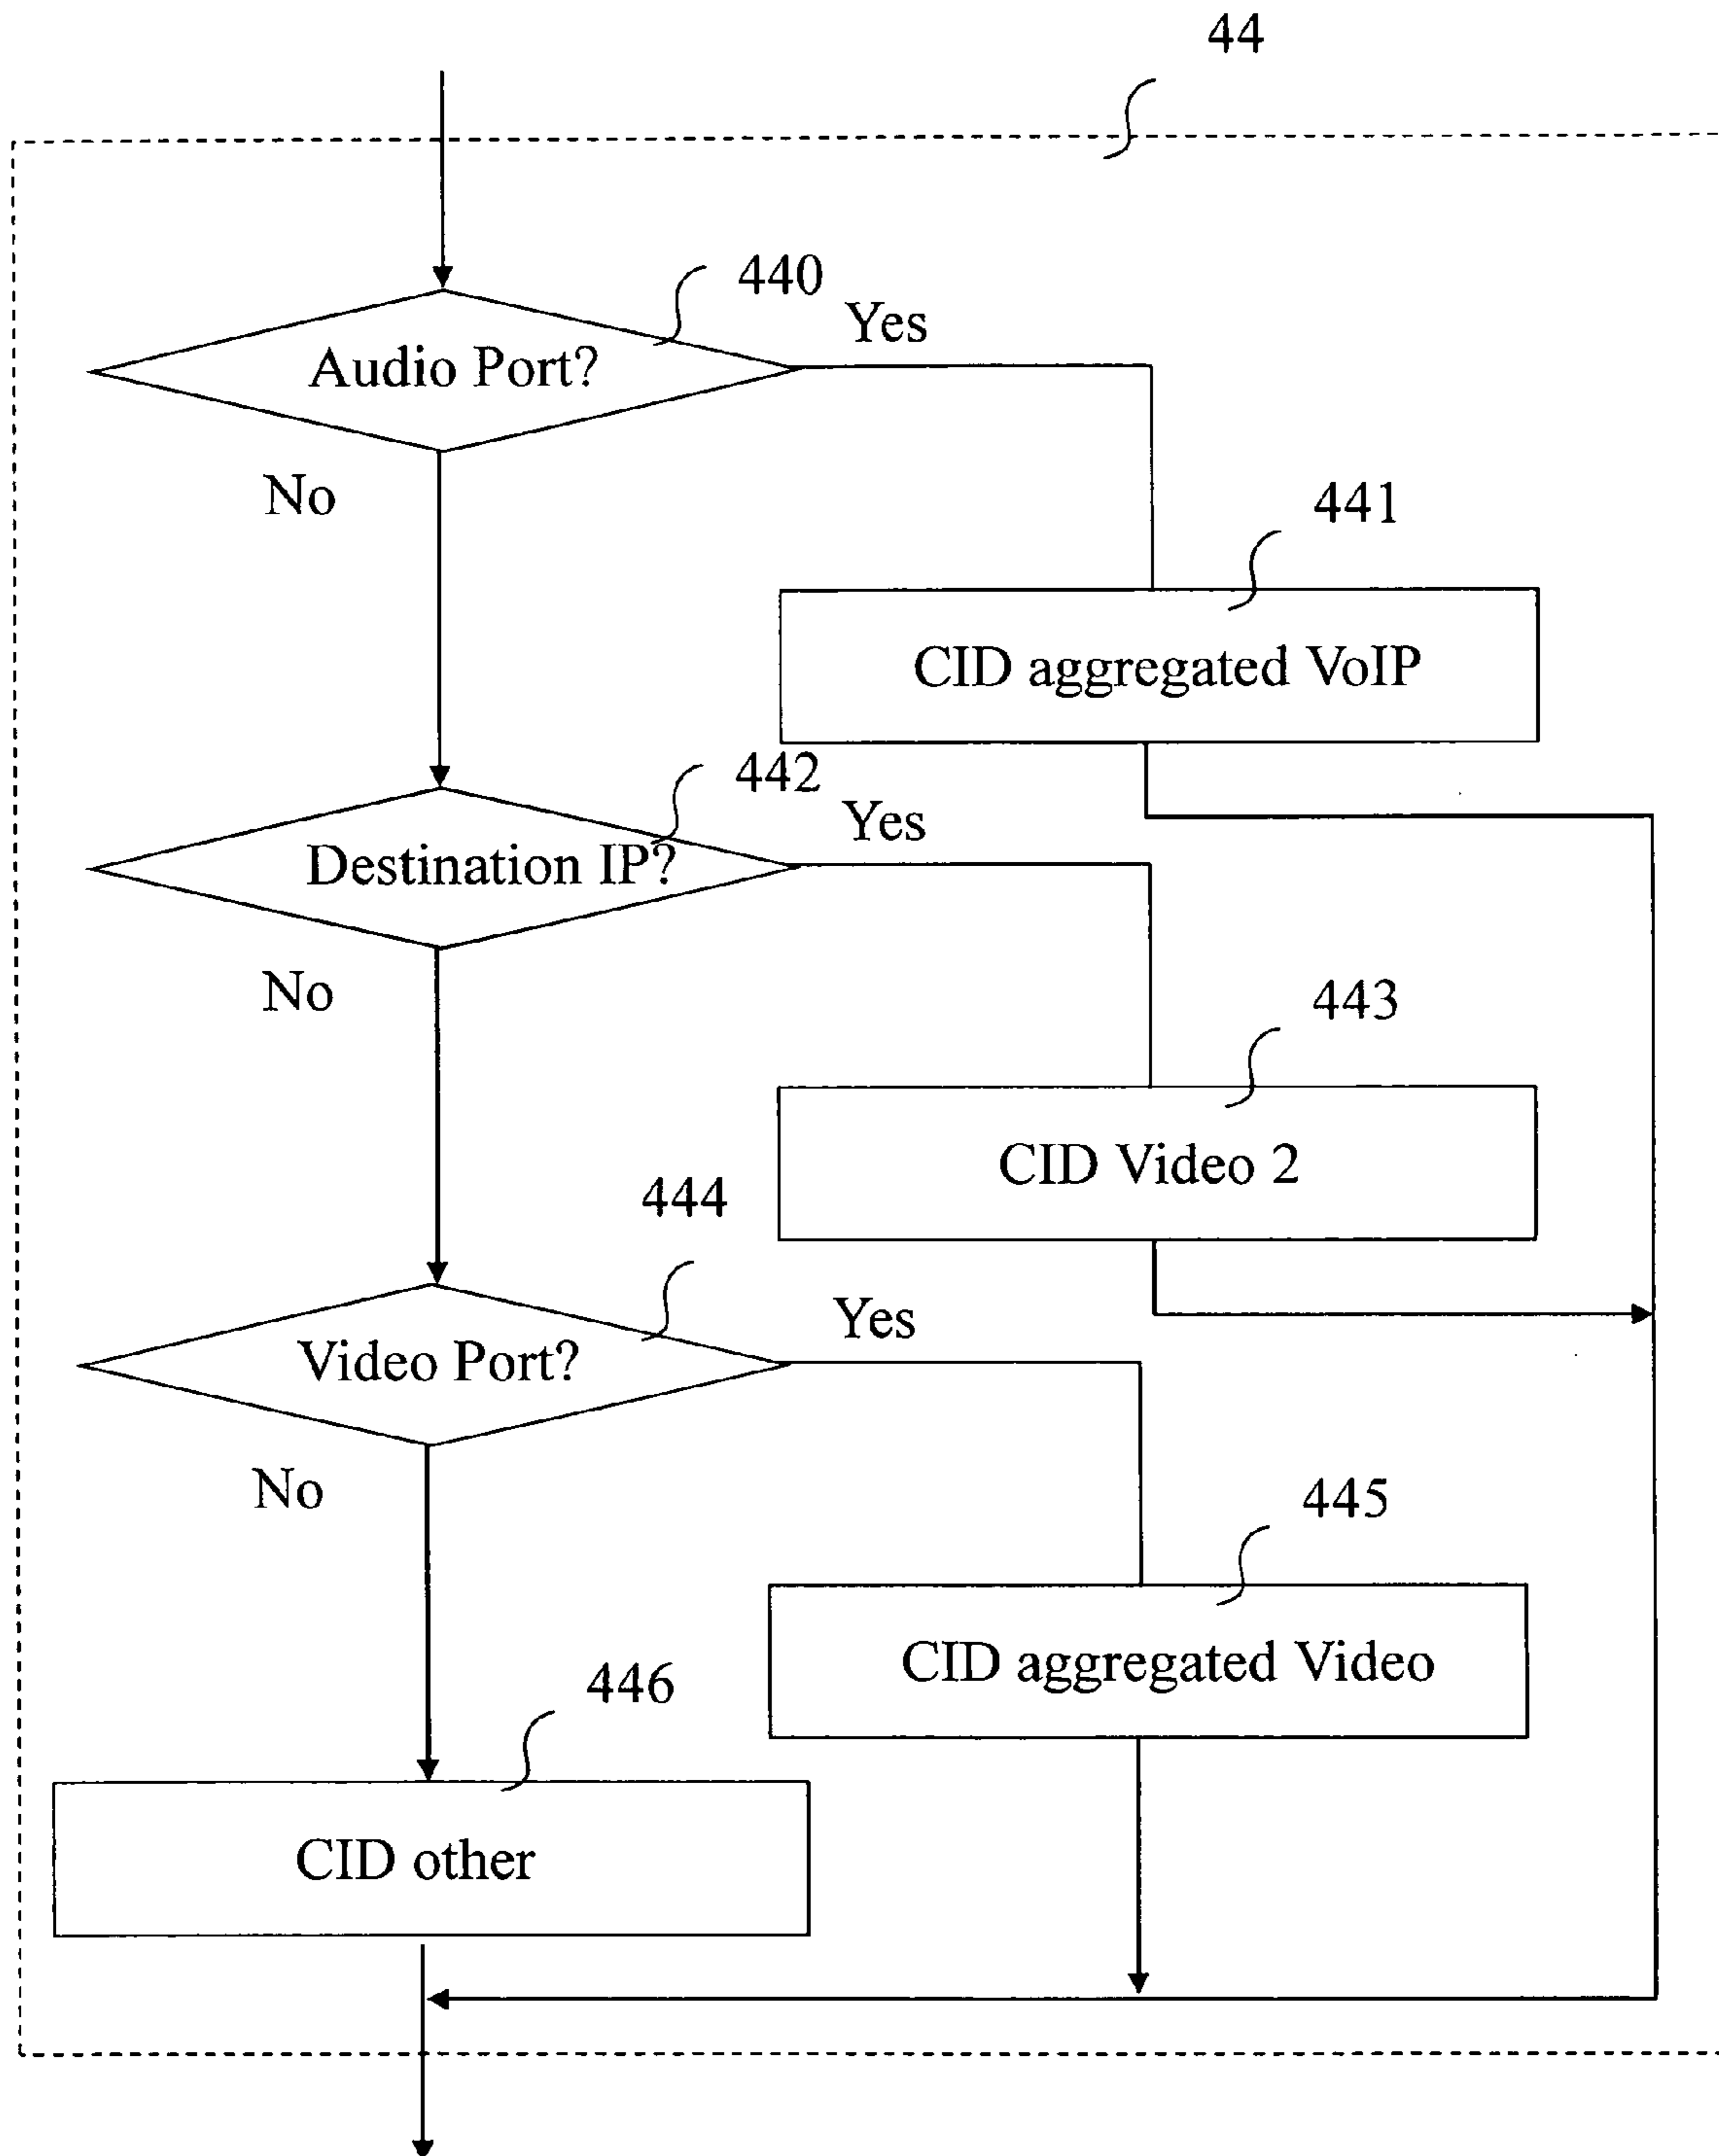 44
440
Yes
Audio Port?
No
441
CID aggregated VoIP
442
Yes
Destination IP?
No
443
CID Video 2
444
Yes
Video Port?
No
445
CID aggregated Video
446
CID other